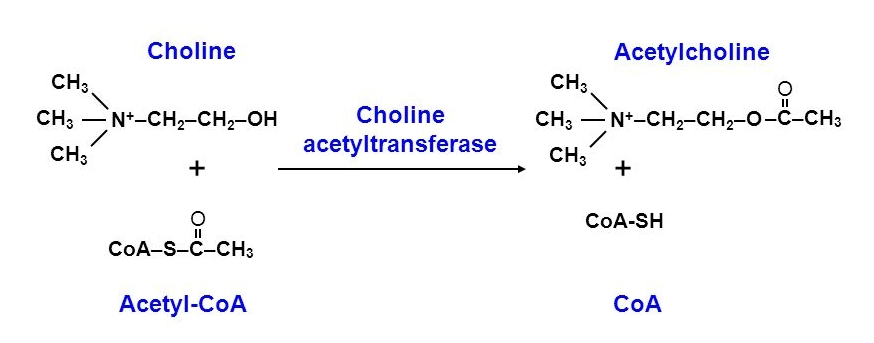 Choline
Acetylcholine
CH₃
CH₃ – N⁺–CH₂–CH₂–OH
CH₃
+
O
CoA–S–C–CH₃
Acetyl-CoA
Choline
acetyltransferase
CH₃
O
CH₃ – N⁺–CH₂–CH₂–O–C–CH₃
CH₃
+
CoA-SH
CoA